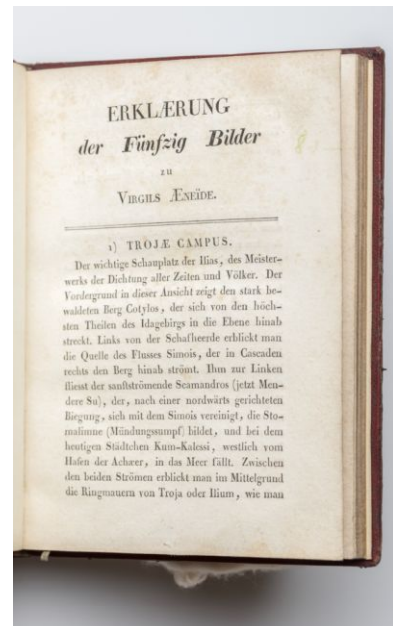 ERKLÆRUNG
der Fünfzig Bilder
zu
VIRGILS ÆNEÏDE.
1) TROJÆ CAMPUS.
Der wichtige Schauplatz der Ilias, des Meister-
werks der Dichtung aller Zeiten und Völker. Der
Vordergrund in dieser Ansicht zeigt den stark be-
waldeten Berg Cotylos, der sich von den höch-
sten Theilen des Idagebirgs in die Ebene hinab
streckt. Links von der Schafheerde erblickt man
die Quelle des Flusses Simois, der in Cascaden
rechts den Berg hinab strömt. Ihm zur Linken
fliesst der sanftströmende Scamandros (jetzt Men-
dere Su), der, nach einer nordwärts gerichteten
Biegung, sich mit dem Simois vereinigt, die Sto-
malimne (Mündungssumpf) bildet, und bei dem
heutigen Städtchen Kum-Kalessi, westlich vom
Hafen der Achæer, in das Meer fällt. Zwischen
den beiden Strömen erblickt man im Mittelgrund
die Ringmauern von Troja oder Ilium, wie man